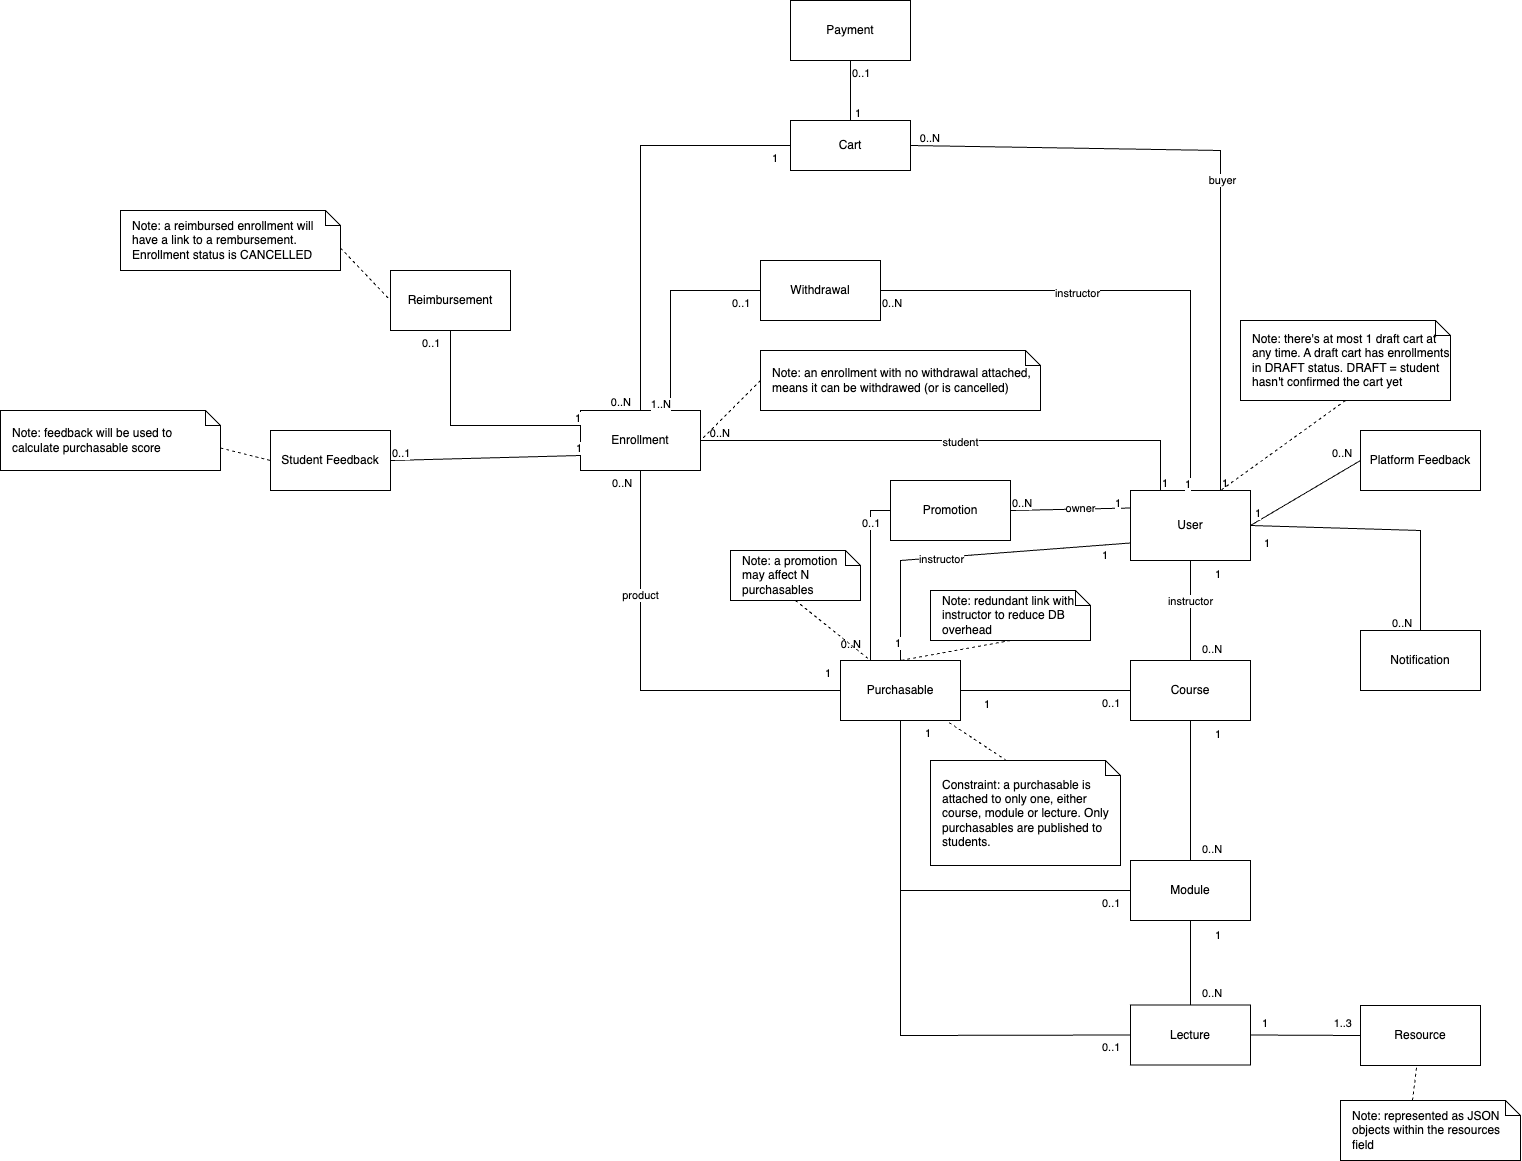 Payment
0..1
1
Cart
0..N
1
buyer
Note: a reimbursed enrollment will
have a link to a rembursement.
Enrollment status is CANCELLED
Reimbursement
0..1
Withdrawal
0..1
0..N
instructor
Note: there's at most 1 draft cart at
any time. A draft cart has enrollments
in DRAFT status. DRAFT = student
hasn't confirmed the cart yet
Note: an enrollment with no withdrawal attached,
means it can be withdrawed (or is cancelled)
Note: feedback will be used to
calculate purchasable score
Student Feedback
0..1
0..N
1..N
1
1
Enrollment
0..N
0..N
student
1
1
1
Platform Feedback
0..N
1
1
User
Promotion
0..N
owner
1
0..1
instructor
1
1
instructor
Note: a promotion
may affect N
purchasables
Note: redundant link with
instructor to reduce DB
overhead
product
0..N
1
0..N
0..N
Notification
1
Purchasable
1
0..1
Course
1
1
Constraint: a purchasable is
attached to only one, either
course, module or lecture. Only
purchasables are published to
students.
0..N
Module
0..1
1
0..N
Lecture
0..1
1
1..3
Resource
Note: represented as JSON
objects within the resources
field